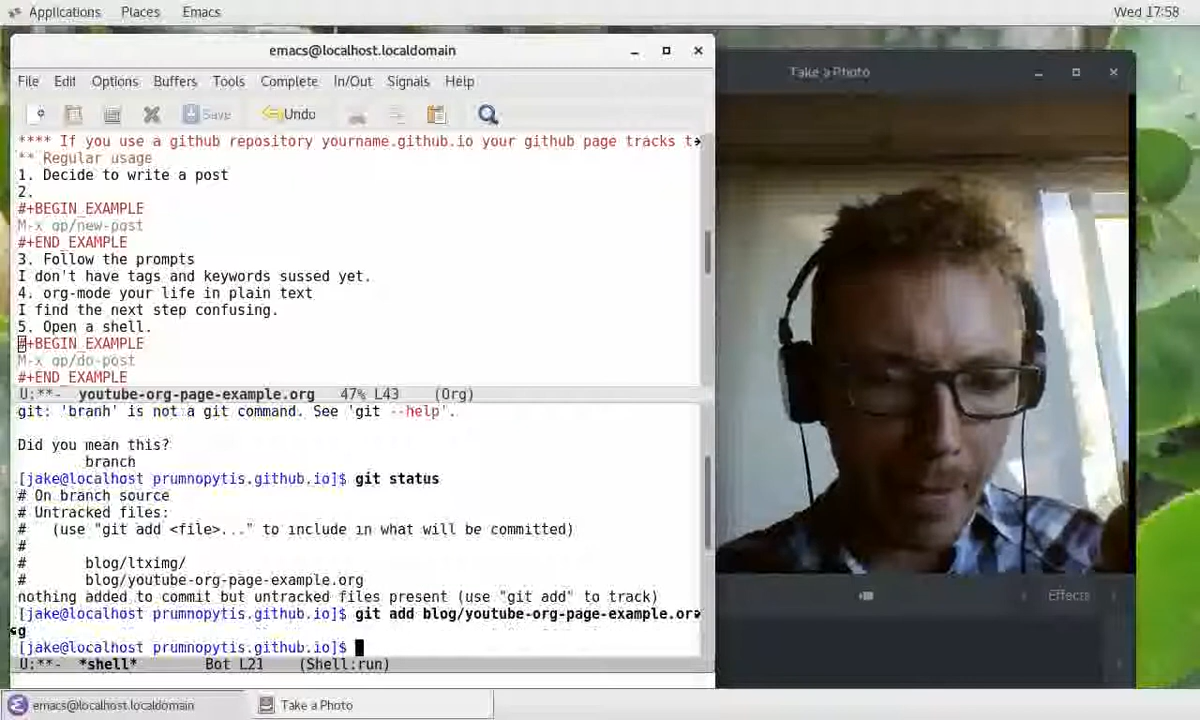 Applications Places Emacs Wed 17:58
emacs@localhost.localdomain
Take a Photo
File Edit Options Buffers Tools Complete In/Out Signals Help
Save Undo
**** If you use a github repository yourname.github.io your github page tracks t
** Regular usage
1. Decide to write a post
2.
#+BEGIN_EXAMPLE
M-x op/new-post
#+END_EXAMPLE
3. Follow the prompts
I don't have tags and keywords sussed yet.
4. org-mode your life in plain text
I find the next step confusing.
5. Open a shell.
#+BEGIN_EXAMPLE
M-x op/do-post
#+END_EXAMPLE
U:**- youtube-org-page-example.org 47% L43 (Org)
git: 'branh' is not a git command. See 'git --help'.
Did you mean this?
branch
[jake@localhost prumnopytis.github.io]$ git status
# On branch source
# Untracked files:
# (use "git add <file>..." to include in what will be committed)
#
# blog/ltximg/
# blog/youtube-org-page-example.org
nothing added to commit but untracked files present (use "git add" to track)
[jake@localhost prumnopytis.github.io]$ git add blog/youtube-org-page-example.or
g
[jake@localhost prumnopytis.github.io]$
U:**- *shell* Bot L21 (Shell:run)
Effects
emacs@localhost.localdomain Take a Photo